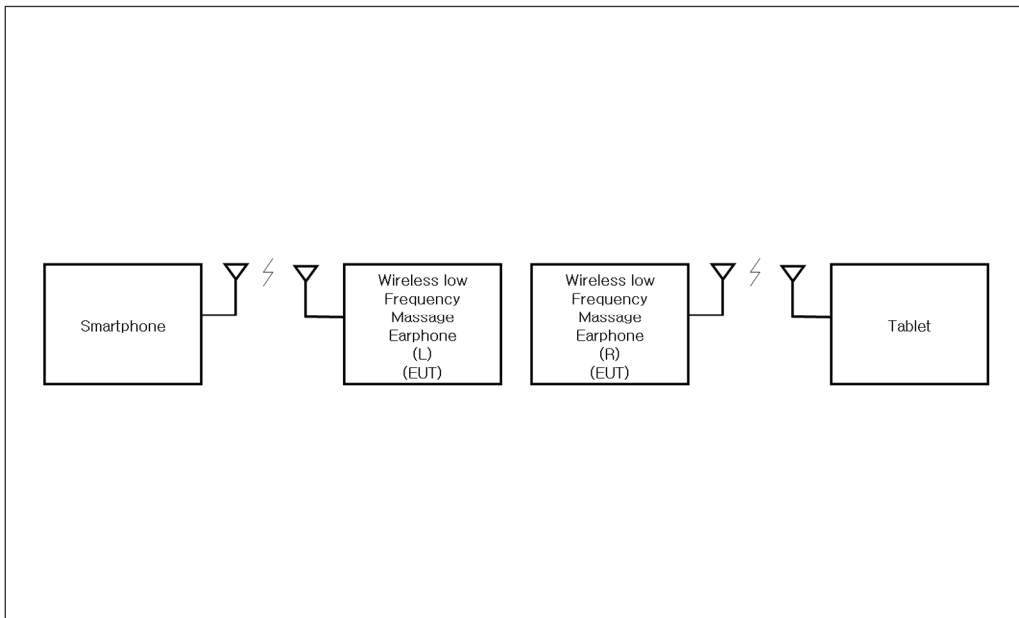 Smartphone
Wireless low
Frequency
Massage
Earphone
(L)
(EUT)
Wireless low
Frequency
Massage
Earphone
(R)
(EUT)
Tablet